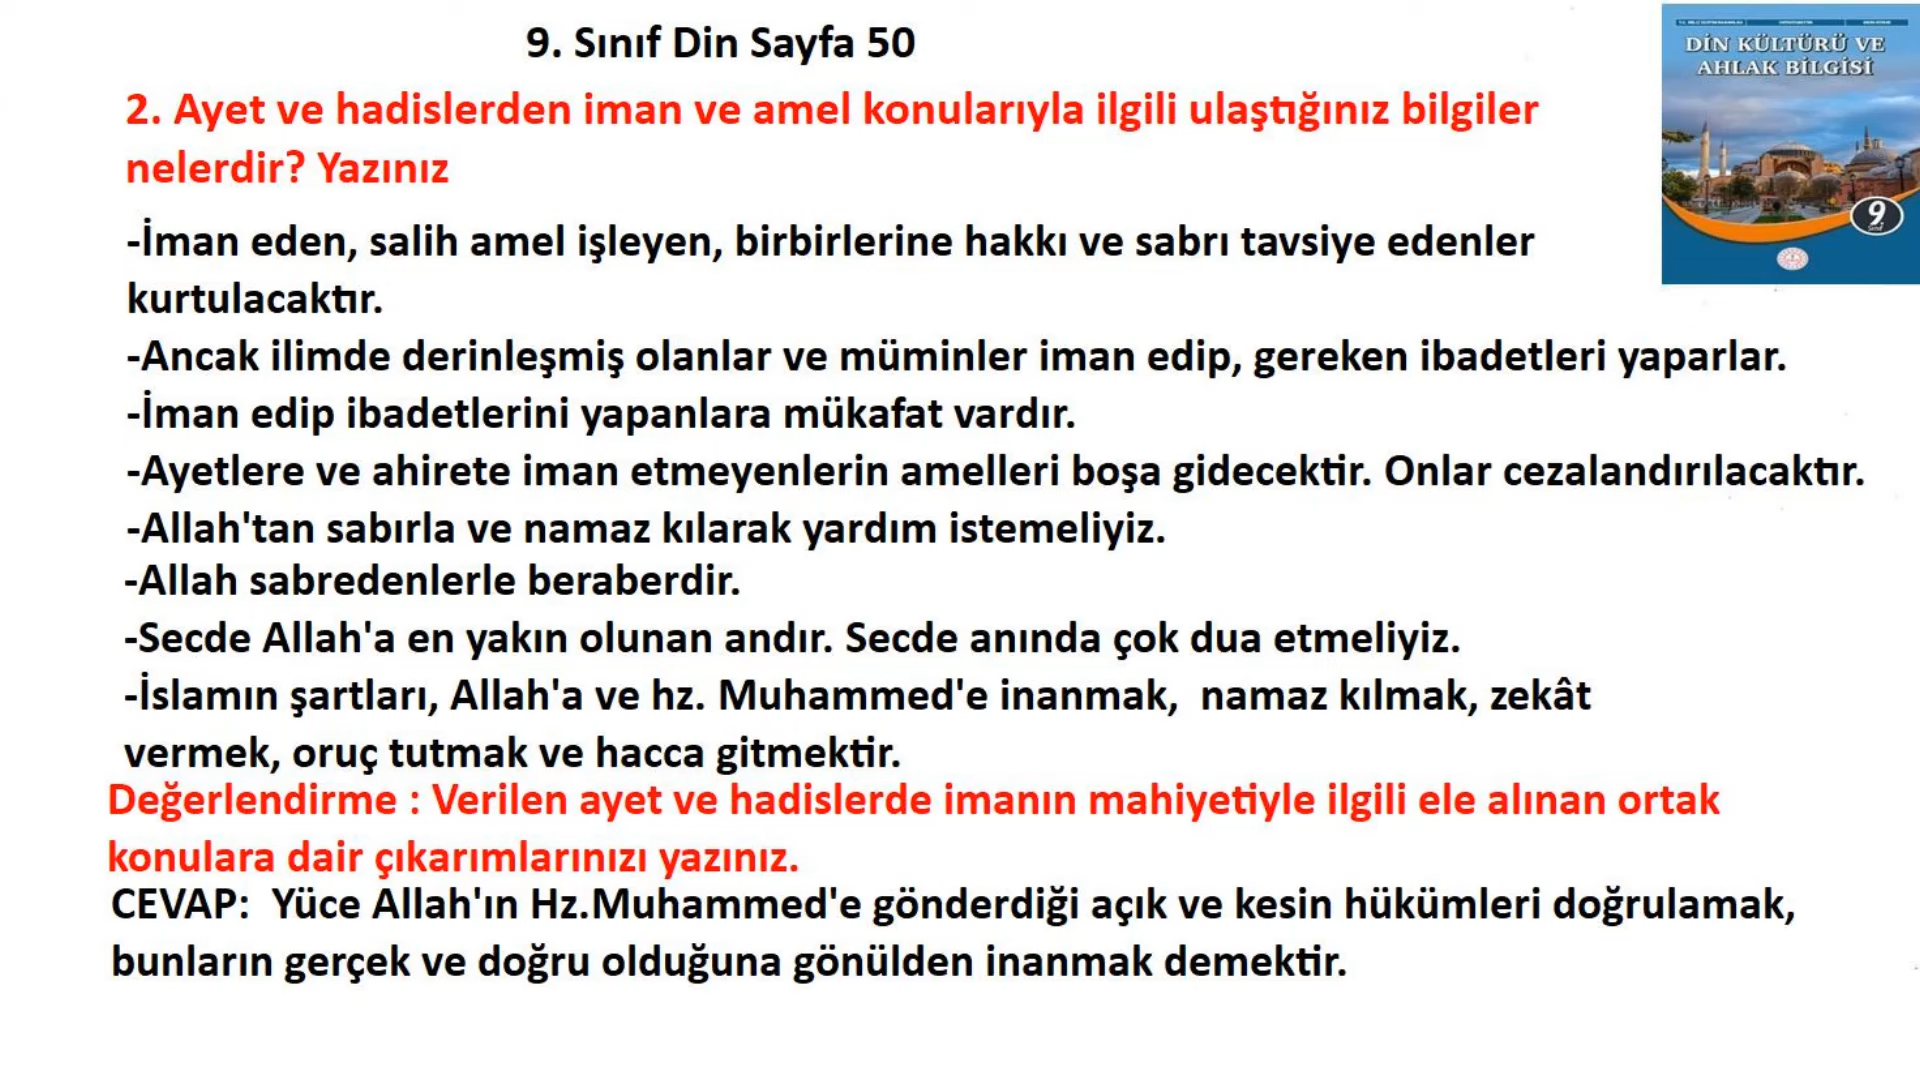 9. Sınıf Din Sayfa 50
DİN KÜLTÜRÜ VE
AHLAK BİLGİSİ
2. Ayet ve hadislerden iman ve amel konularıyla ilgili ulaştığınız bilgiler
nelerdir? Yazınız
9.
Sınıf
-İman eden, salih amel işleyen, birbirlerine hakkı ve sabrı tavsiye edenler
kurtulacaktır.
-Ancak ilimde derinleşmiş olanlar ve müminler iman edip, gereken ibadetleri yaparlar.
-İman edip ibadetlerini yapanlara mükafat vardır.
-Ayetlere ve ahirete iman etmeyenlerin amelleri boşa gidecektir. Onlar cezalandırılacaktır.
-Allah'tan sabırla ve namaz kılarak yardım istemeliyiz.
-Allah sabredenlerle beraberdir.
-Secde Allah'a en yakın olunan andır. Secde anında çok dua etmeliyiz.
-İslamın şartları, Allah'a ve hz. Muhammed'e inanmak,  namaz kılmak, zekât
vermek, oruç tutmak ve hacca gitmektir.
Değerlendirme : Verilen ayet ve hadislerde imanın mahiyetiyle ilgili ele alınan ortak
konulara dair çıkarımlarınızı yazınız.
CEVAP:  Yüce Allah'ın Hz.Muhammed'e gönderdiği açık ve kesin hükümleri doğrulamak,
bunların gerçek ve doğru olduğuna gönülden inanmak demektir.